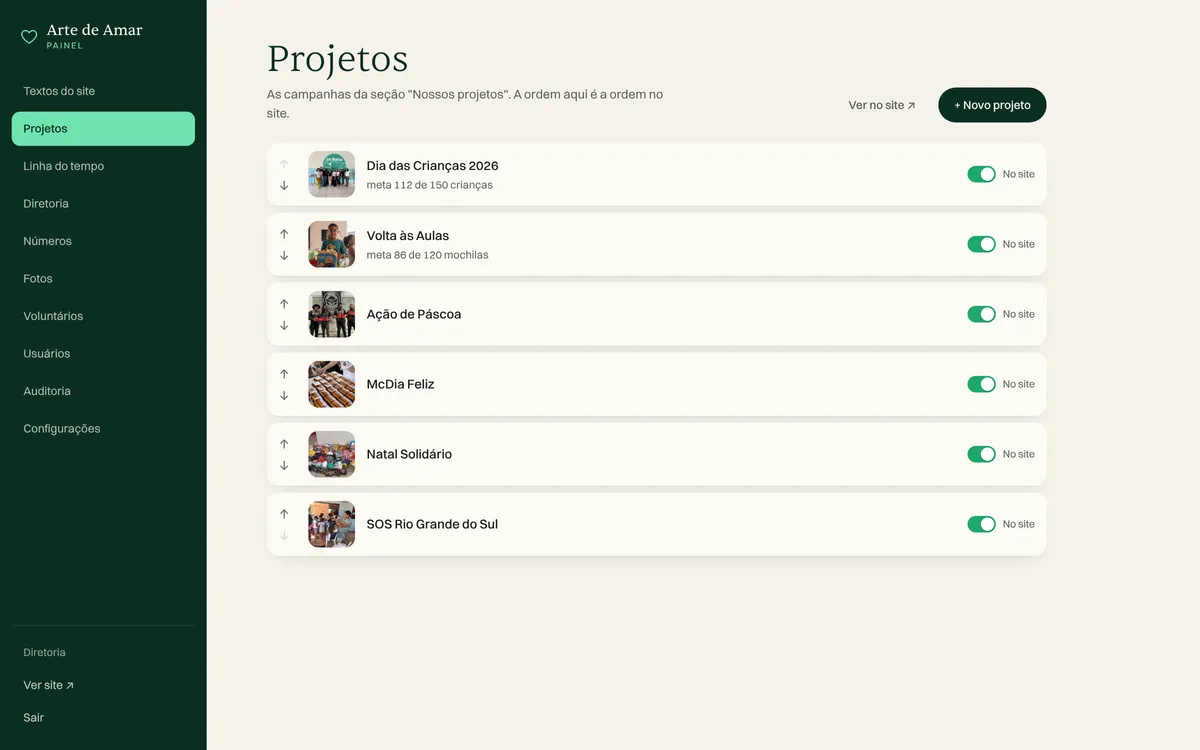 Arte de Amar
PAINEL
Textos do site
Projetos
Linha do tempo
Diretoria
Números
Fotos
Voluntários
Usuários
Auditoria
Configurações
Diretoria
Ver site ↗
Sair
Projetos
As campanhas da seção "Nossos projetos". A ordem aqui é a ordem no
site.
Ver no site ↗
+ Novo projeto
Dia das Crianças 2026
meta 112 de 150 crianças
No site
Volta às Aulas
meta 86 de 120 mochilas
No site
Ação de Páscoa
No site
McDia Feliz
No site
Natal Solidário
No site
SOS Rio Grande do Sul
No site